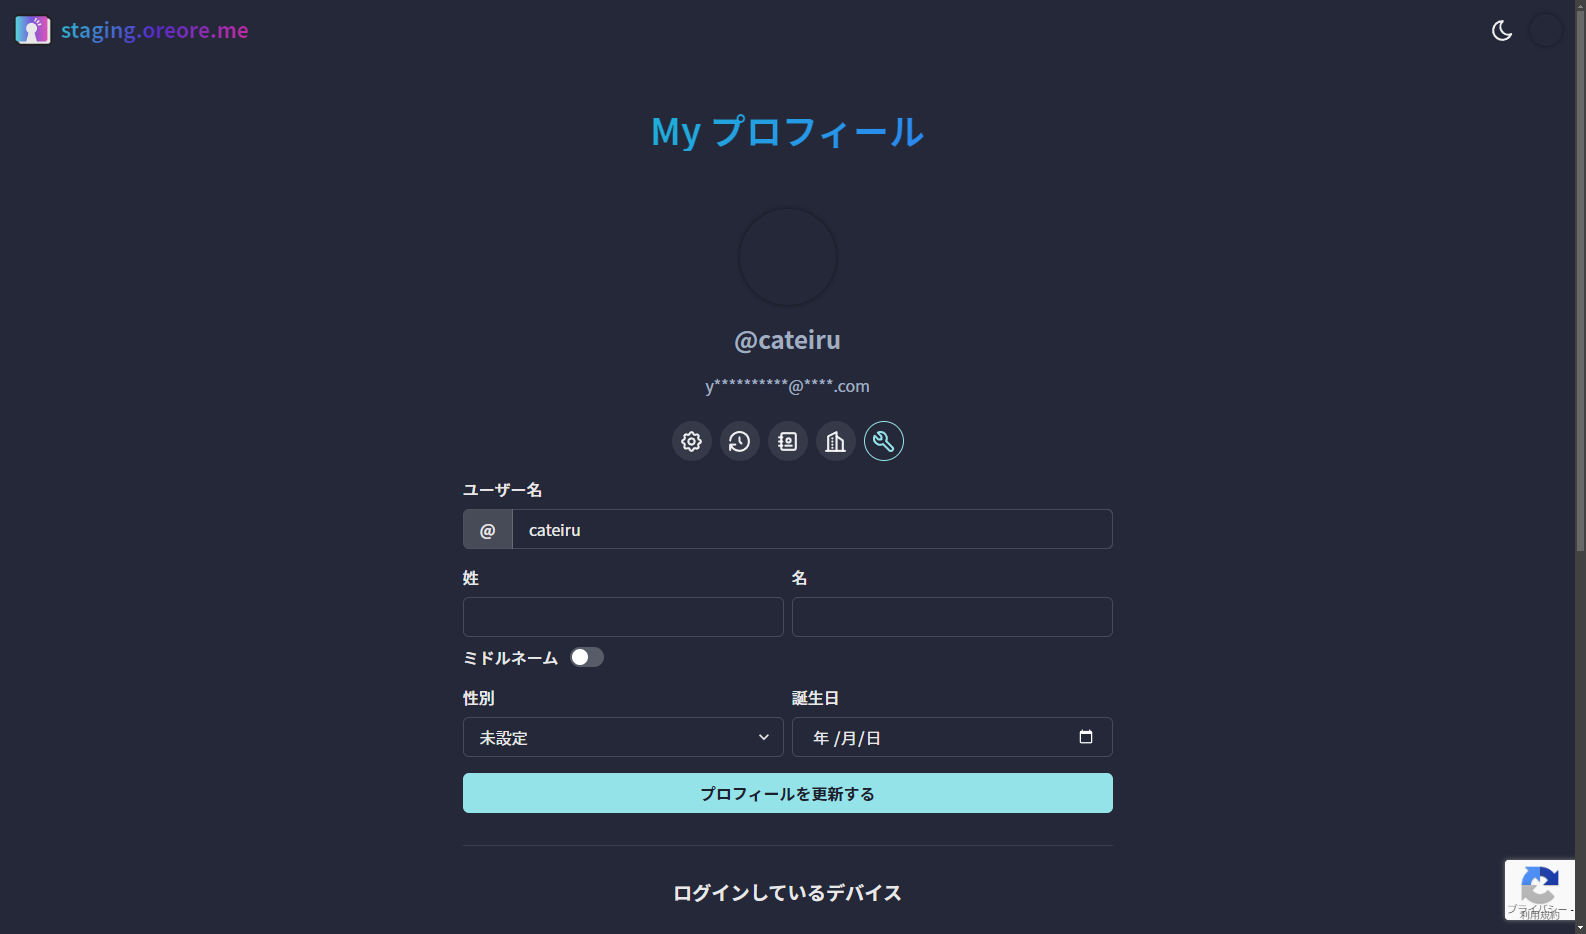 staging.oreore.me
My プロフィール
@cateiru
y**********@****.com
ユーザー名
@ cateiru
姓 名
ミドルネーム
性別 誕生日
未設定 年 /月/日
プロフィールを更新する
ログインしているデバイス
プライバシー -
利用規約